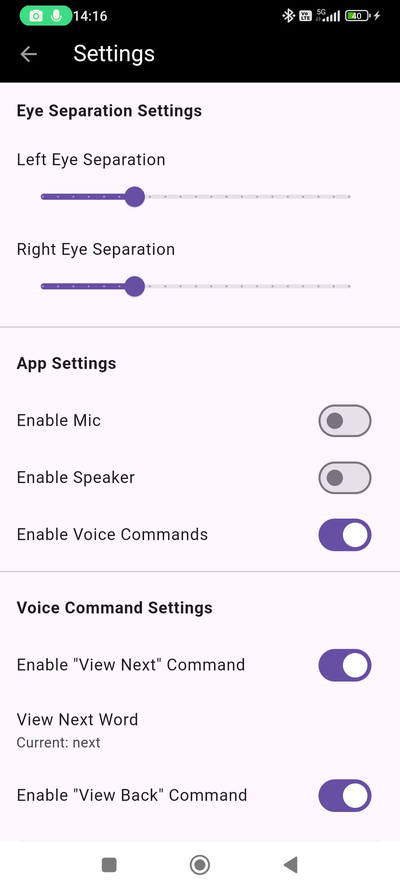 14:16
5G
40
Settings
Eye Separation Settings
Left Eye Separation
Right Eye Separation
App Settings
Enable Mic
Enable Speaker
Enable Voice Commands
Voice Command Settings
Enable "View Next" Command
View Next Word
Current: next
Enable "View Back" Command